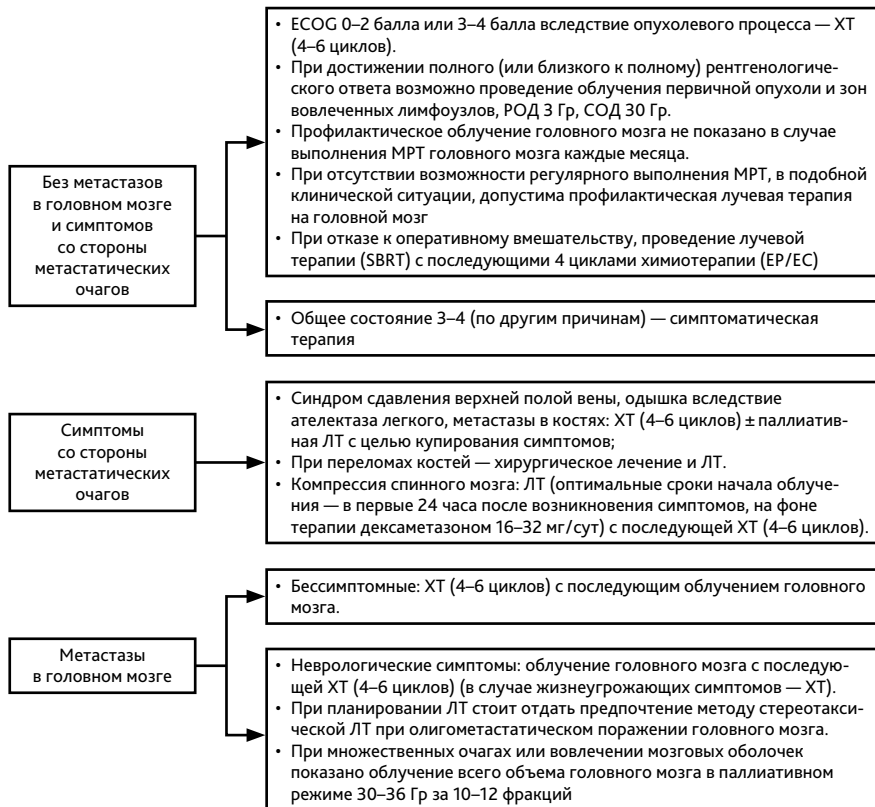 Без метастазов
в головном мозге
и симптомов
со стороны
метастатических
очагов
• ECOG 0–2 балла или 3–4 балла вследствие опухолевого процесса — ХТ
(4–6 циклов).
• При достижении полного (или близкого к полному) рентгенологиче-
ского ответа возможно проведение облучения первичной опухоли и зон
вовлеченных лимфоузлов, РОД 3 Гр, СОД 30 Гр.
• Профилактическое облучение головного мозга не показано в случае
выполнения МРТ головного мозга каждые месяца.
• При отсутствии возможности регулярного выполнения МРТ, в подобной
клинической ситуации, допустима профилактическая лучевая терапия
на головной мозг
• При отказе к оперативному вмешательству, проведение лучевой
терапии (SBRT) с последующими 4 циклами химиотерапии (EP/EC)
• Общее состояние 3–4 (по другим причинам) — симптоматическая
терапия
Симптомы
со стороны
метастатических
очагов
• Синдром сдавления верхней полой вены, одышка вследствие
ателектаза легкого, метастазы в костях: ХТ (4–6 циклов) ± паллиатив-
ная ЛТ с целью купирования симптомов;
• При переломах костей — хирургическое лечение и ЛТ.
• Компрессия спинного мозга: ЛТ (оптимальные сроки начала облуче-
ния — в первые 24 часа после возникновения симптомов, на фоне
терапии дексаметазоном 16–32 мг/сут) с последующей ХТ (4–6 циклов).
Метастазы
в головном мозге
• Бессимптомные: ХТ (4–6 циклов) с последующим облучением головного
мозга.
• Неврологические симптомы: облучение головного мозга с последую-
щей ХТ (4–6 циклов) (в случае жизнеугрожающих симптомов — ХТ).
• При планировании ЛТ стоит отдать предпочтение методу стереотакси-
ческой ЛТ при олигометастатическом поражении головного мозга.
• При множественных очагах или вовлечении мозговых оболочек
показано облучение всего объема головного мозга в паллиативном
режиме 30–36 Гр за 10–12 фракций